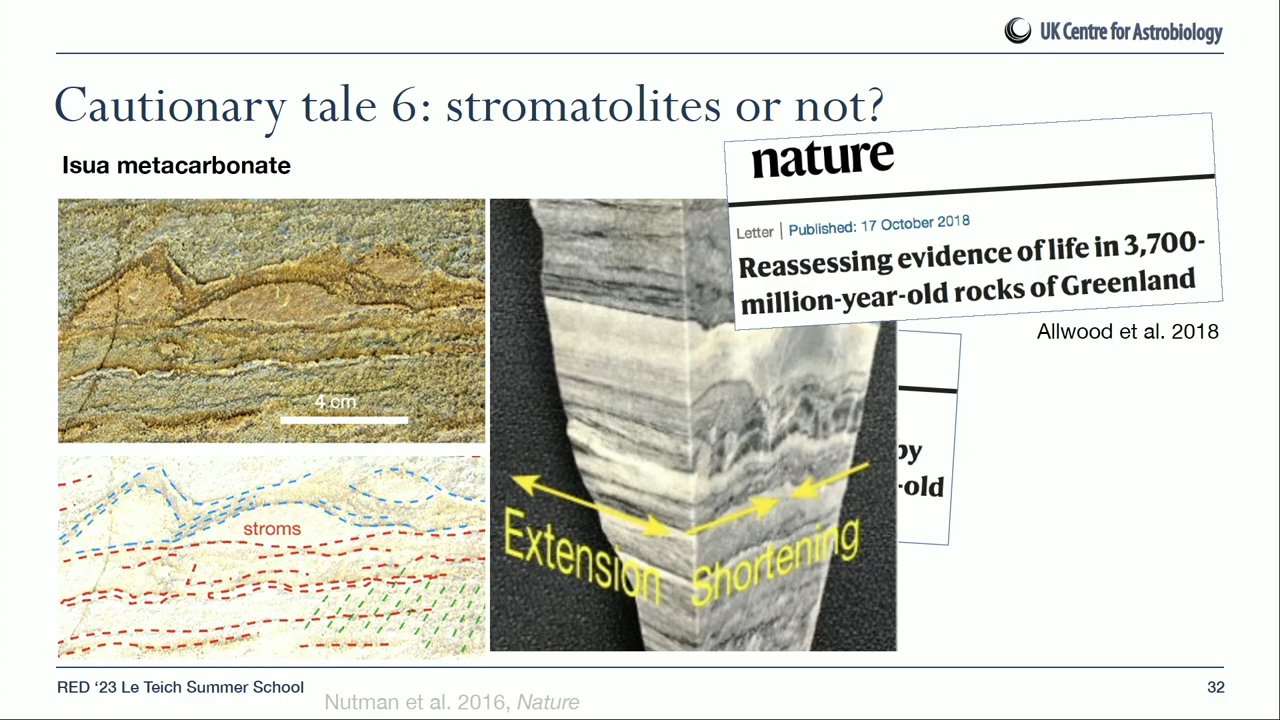 UK Centre for Astrobiology
Cautionary tale 6: stromatolites or not?
Isua metacarbonate
nature
Letter | Published: 17 October 2018
Reassessing evidence of life in 3,700-
million-year-old rocks of Greenland
Allwood et al. 2018
4 cm
by
-old
stroms
Extension
Shortening
RED ‘23 Le Teich Summer School
Nutman et al. 2016, Nature
32